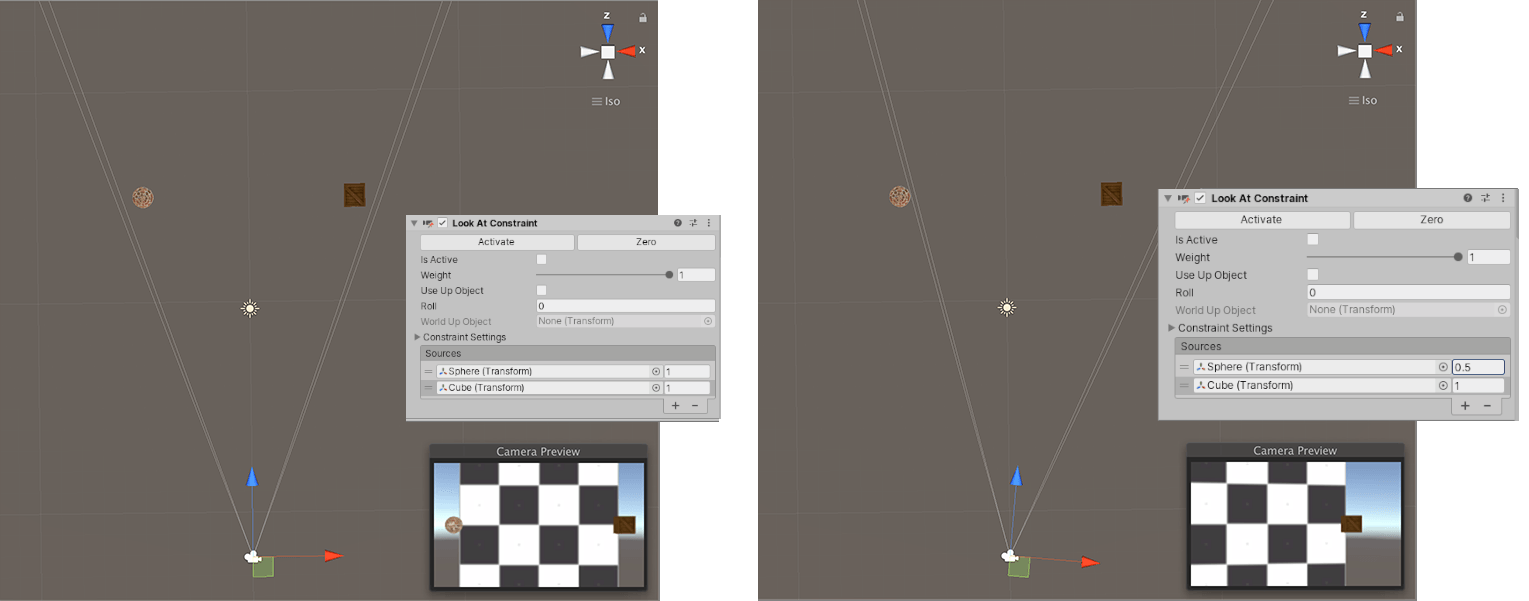 z
x
Iso
Look At Constraint
Activate Zero
Is Active
Weight 1
Use Up Object
Roll 0
World Up Object None (Transform)
Constraint Settings
Sources
Sphere (Transform) 1
Cube (Transform) 1
+ −
Camera Preview
z
x
Iso
Look At Constraint
Activate Zero
Is Active
Weight 1
Use Up Object
Roll 0
World Up Object None (Transform)
Constraint Settings
Sources
Sphere (Transform) 0.5
Cube (Transform) 1
+ −
Camera Preview